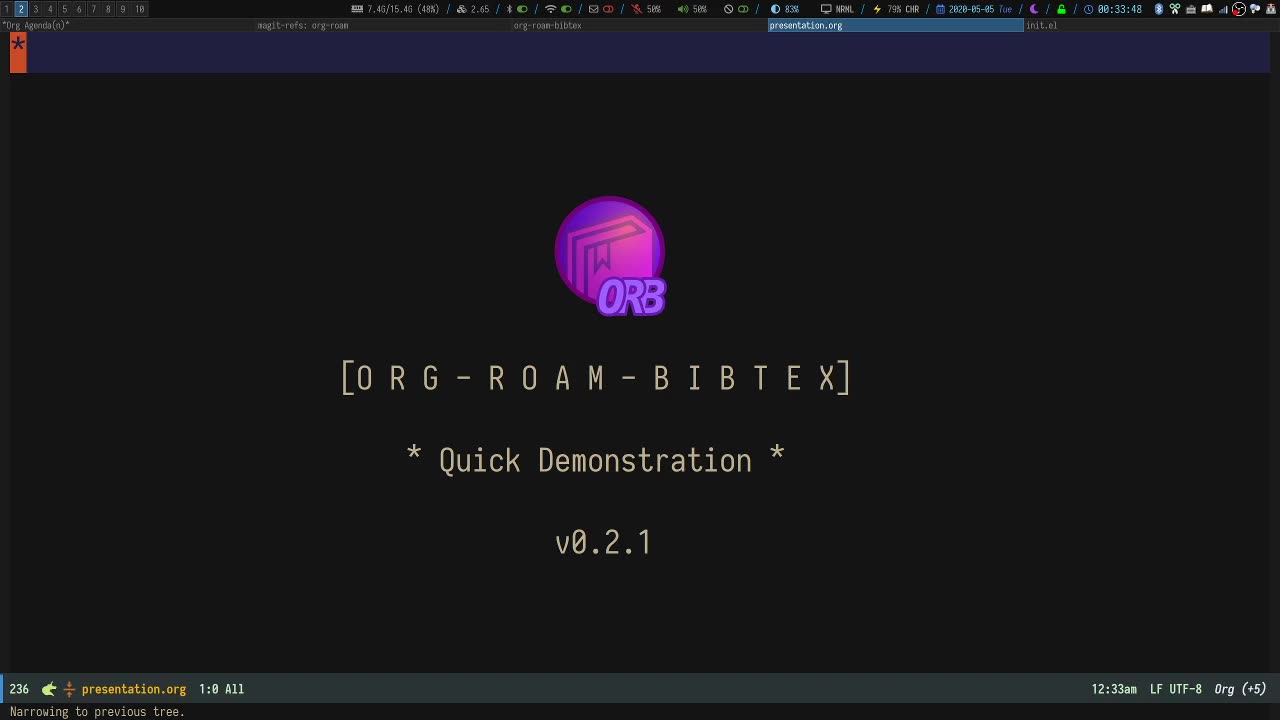 1 2 3 4 5 6 7 8 9 10 7.4G/15.4G (48%) / 2.65 / / / / 50% 50% / / 83% / NRML / 79% CHR / 2020-05-05 Tue / / / 00:33:48 /
*Org Agenda(n)* magit-refs: org-roam org-roam-bibtex presentation.org init.el
*
ORB
[O R G - R O A M - B I B T E X]
* Quick Demonstration *
v0.2.1
236 presentation.org 1:0 All 12:33am LF UTF-8 Org (+5)
Narrowing to previous tree.